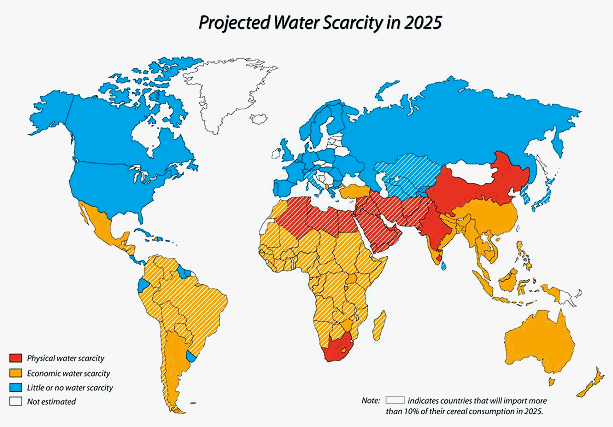 Projected Water Scarcity in 2025
Physical water scarcity
Economic water scarcity
Little or no water scarcity
Not estimated
Note: indicates countries that will import more
than 10% of their cereal consumption in 2025.